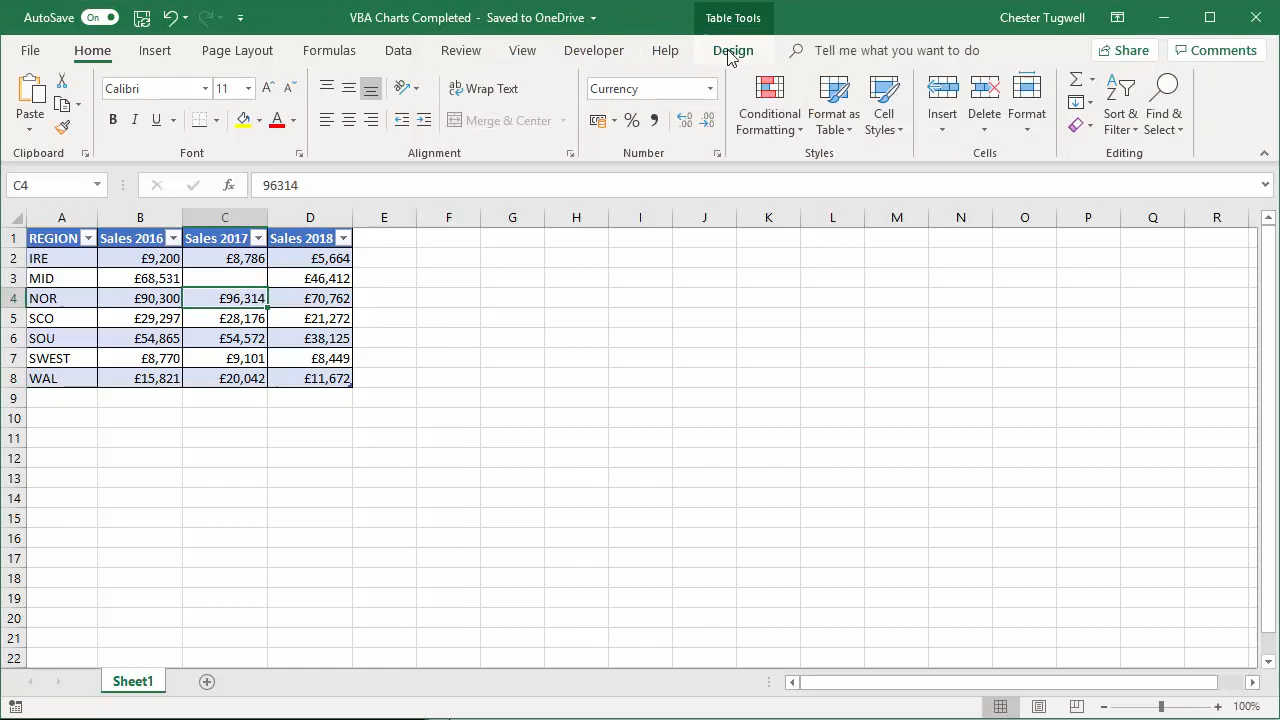 AutoSave On VBA Charts Completed - Saved to OneDrive Table Tools Chester Tugwell
File Home Insert Page Layout Formulas Data Review View Developer Help Design Tell me what you want to do Share Comments
Paste Calibri 11 B I U A Wrap Text Merge & Center Currency % Conditional Formatting Format as Table Cell Styles Insert Delete Format Sort & Filter Find & Select
Clipboard Font Alignment Number Styles Cells Editing
C4 fx 96314
A B C D E F G H I J K L M N O P Q R
1 REGION Sales 2016 Sales 2017 Sales 2018
2 IRE £9,200 £8,786 £5,664
3 MID £68,531 £46,412
4 NOR £90,300 £96,314 £70,762
5 SCO £29,297 £28,176 £21,272
6 SOU £54,865 £54,572 £38,125
7 SWEST £8,770 £9,101 £8,449
8 WAL £15,821 £20,042 £11,672
9
10
11
12
13
14
15
16
17
18
19
20
21
22
Sheet1
100%